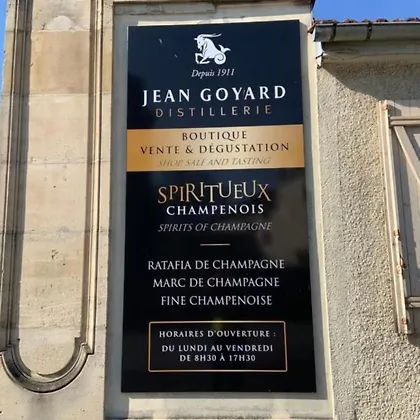 Depuis 1911
JEAN GOYARD
DISTILLERIE
BOUTIQUE
VENTE & DÉGUSTATION
SHOP SALE AND TASTING
SPIRITUEUX
CHAMPENOIS
SPIRITS OF CHAMPAGNE
RATAFIA DE CHAMPAGNE
MARC DE CHAMPAGNE
FINE CHAMPENOISE
HORAIRES D'OUVERTURE :
DU LUNDI AU VENDREDI
DE 8H30 À 17H30